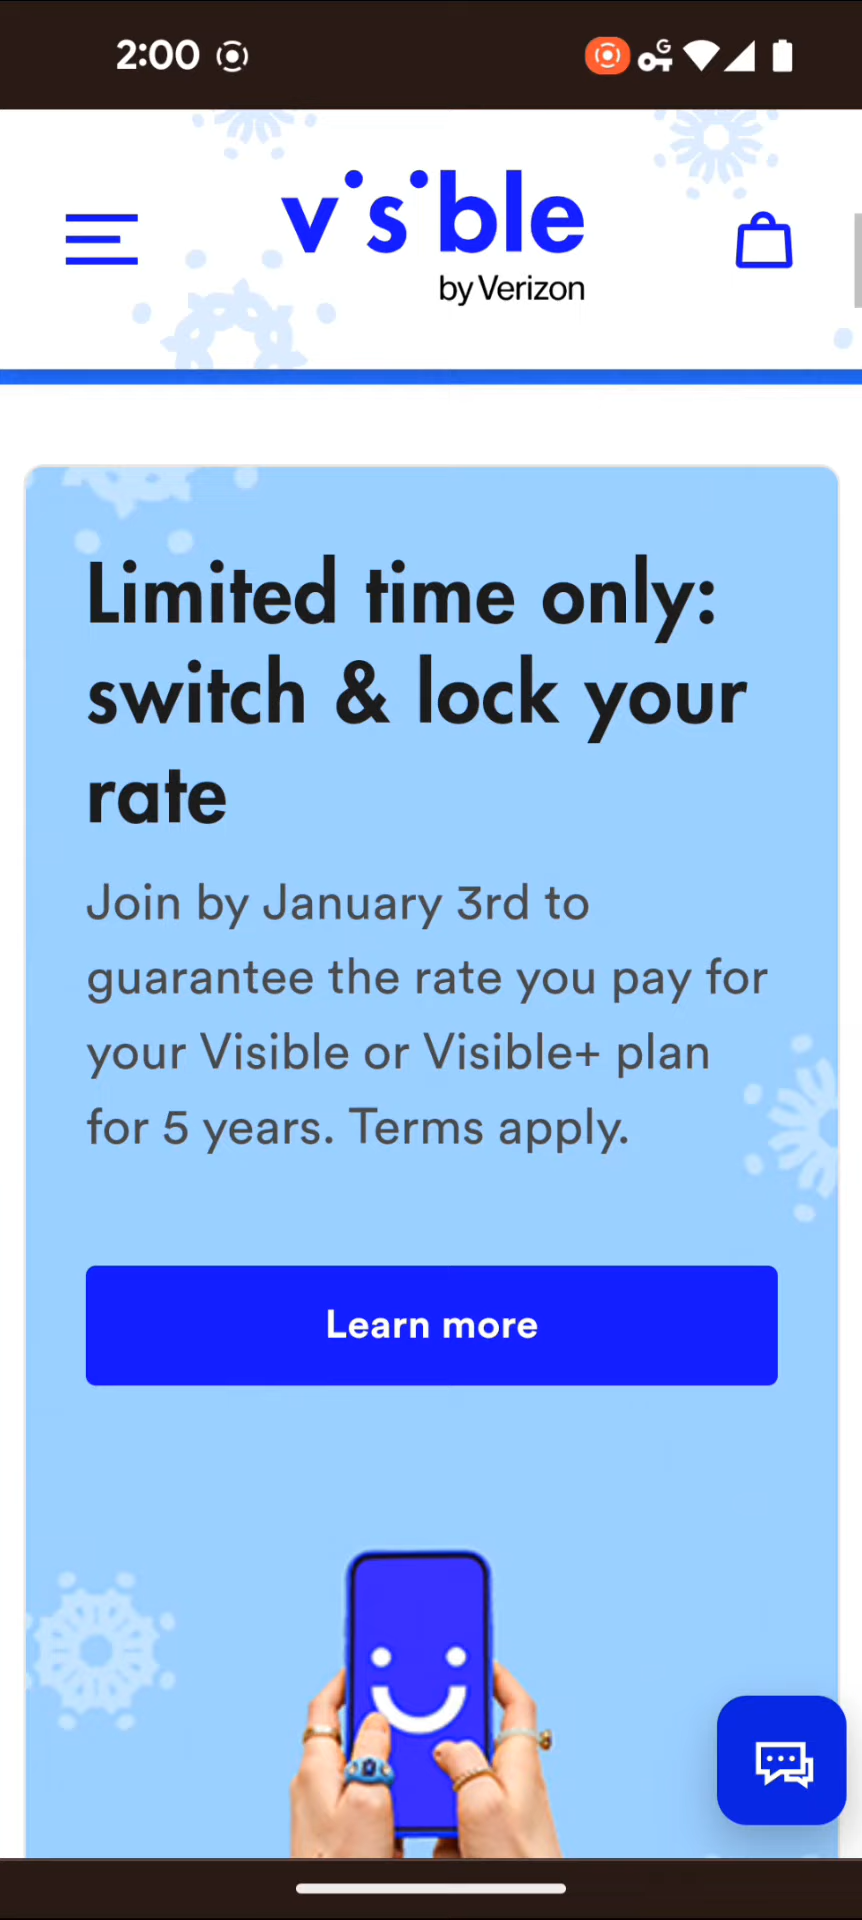 2:00
G
visible
by Verizon
Limited time only:
switch & lock your
rate
Join by January 3rd to
guarantee the rate you pay for
your Visible or Visible+ plan
for 5 years. Terms apply.
Learn more